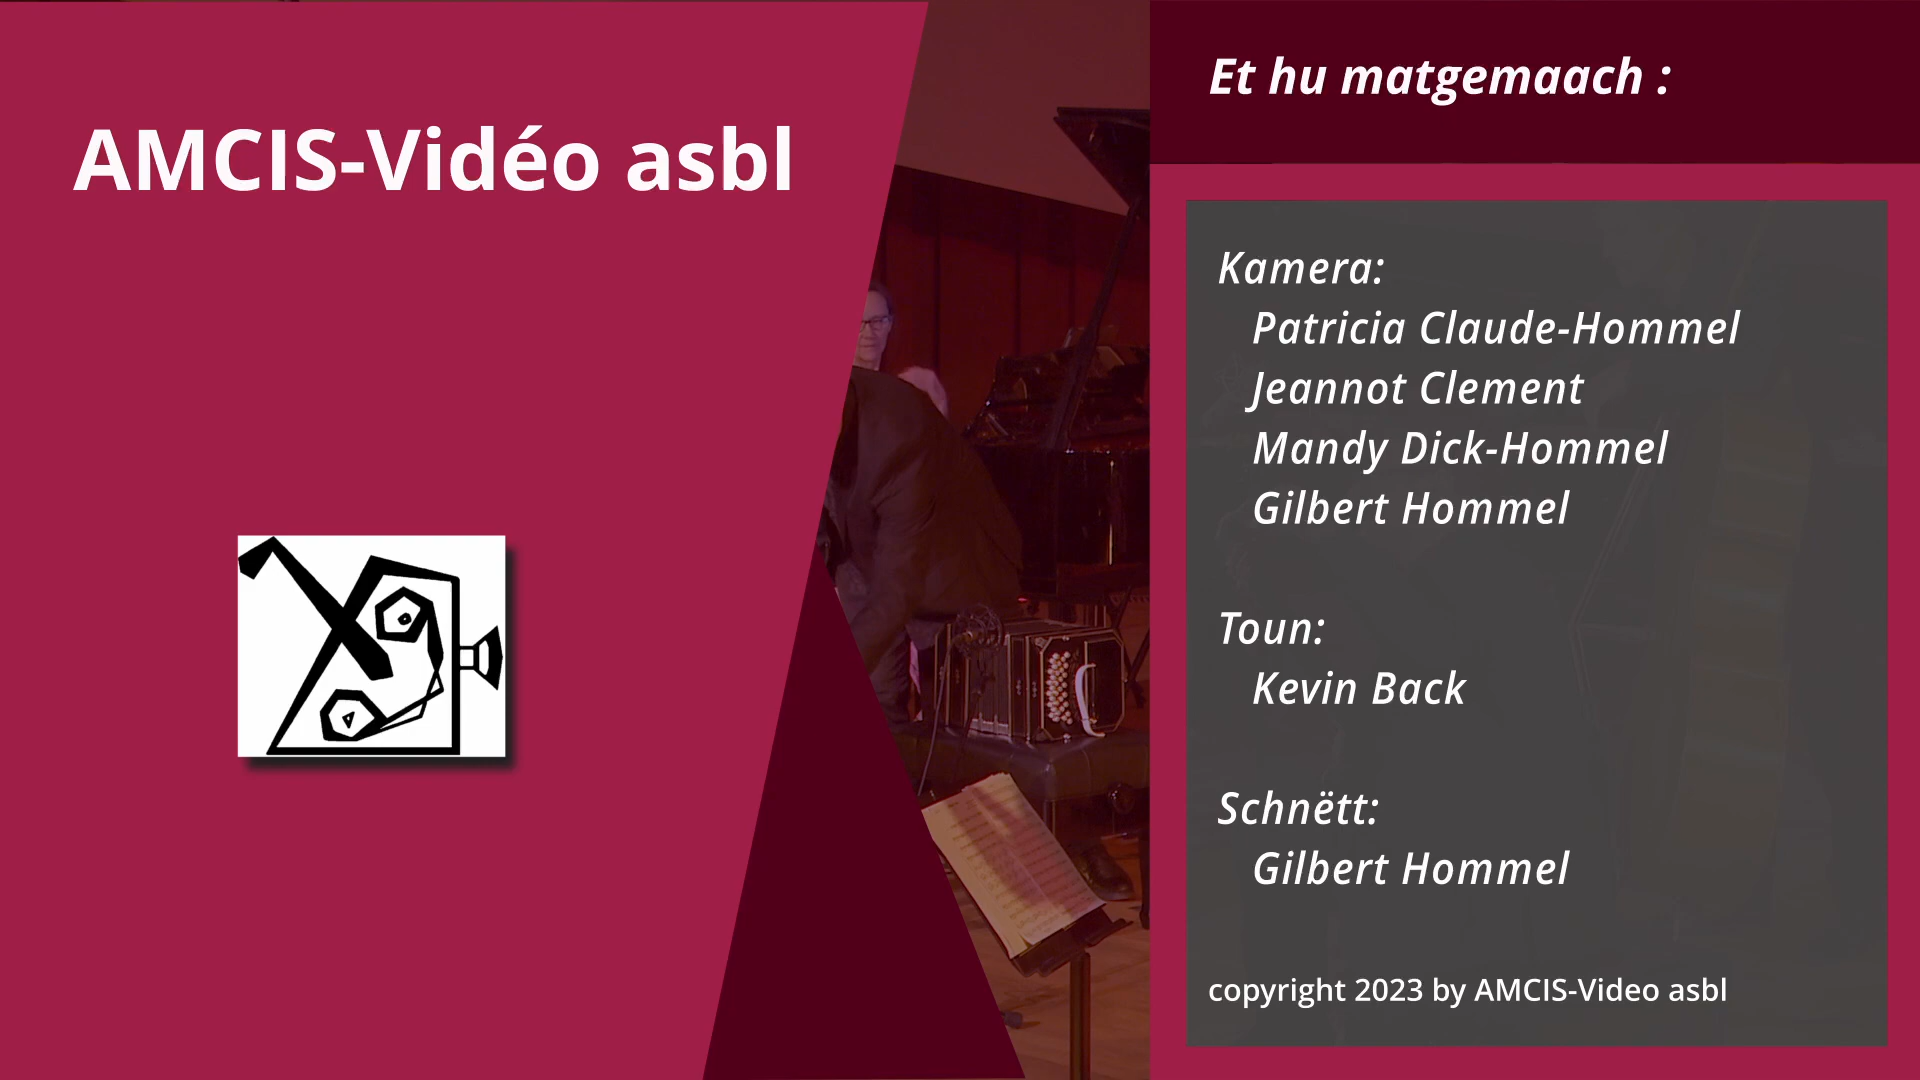 AMCIS-Vidéo asbl
Et hu matgemaach :
Kamera:
Patricia Claude-Hommel
Jeannot Clement
Mandy Dick-Hommel
Gilbert Hommel
Toun:
Kevin Back
Schnëtt:
Gilbert Hommel
copyright 2023 by AMCIS-Video asbl